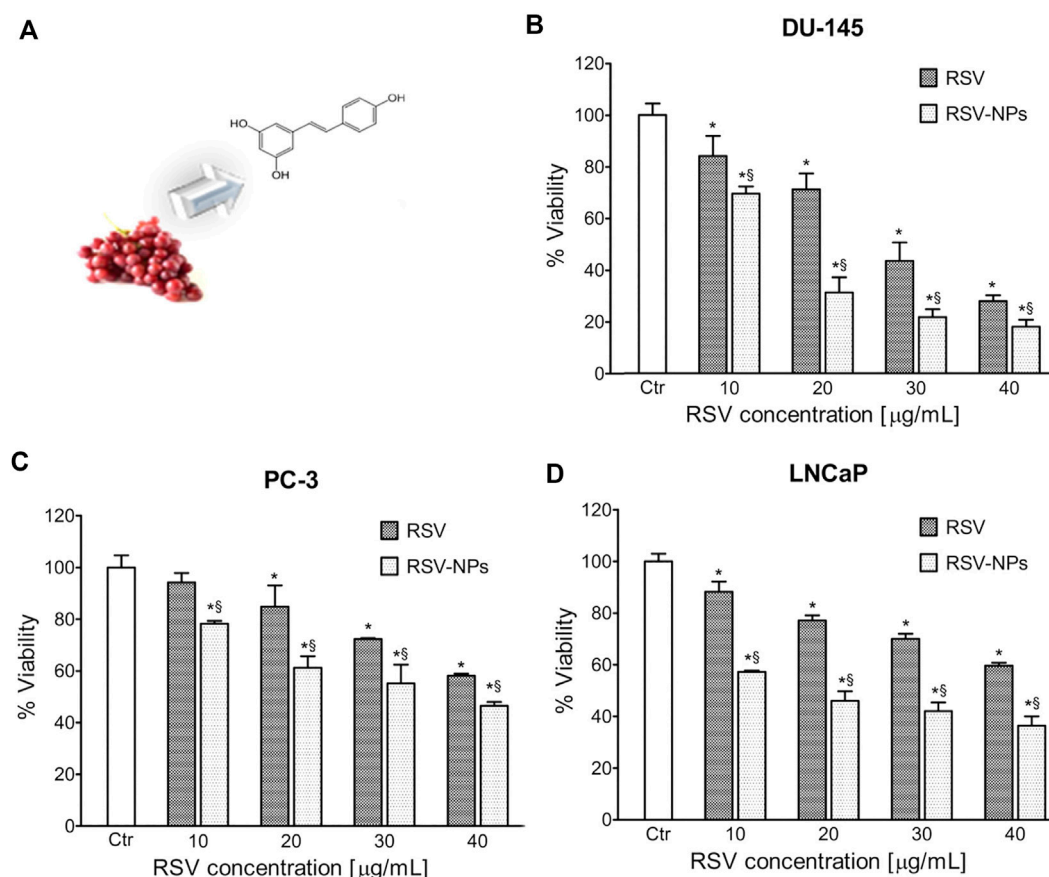 A
HO
OH
OH
B
DU-145
RSV
RSV-NPs
% Viability
120
100
80
60
40
20
0
*
*§
*
*§
*
*§
*
*§
Ctr 10 20 30 40
RSV concentration [μg/mL]
C
PC-3
RSV
RSV-NPs
% Viability
120
100
80
60
40
20
0
*§
*
*§
*
*§
*
*§
Ctr 10 20 30 40
RSV concentration [μg/mL]
D
LNCaP
RSV
RSV-NPs
% Viability
120
100
80
60
40
20
0
*
*§
*
*§
*
*§
*
*§
Ctr 10 20 30 40
RSV concentration [μg/mL]